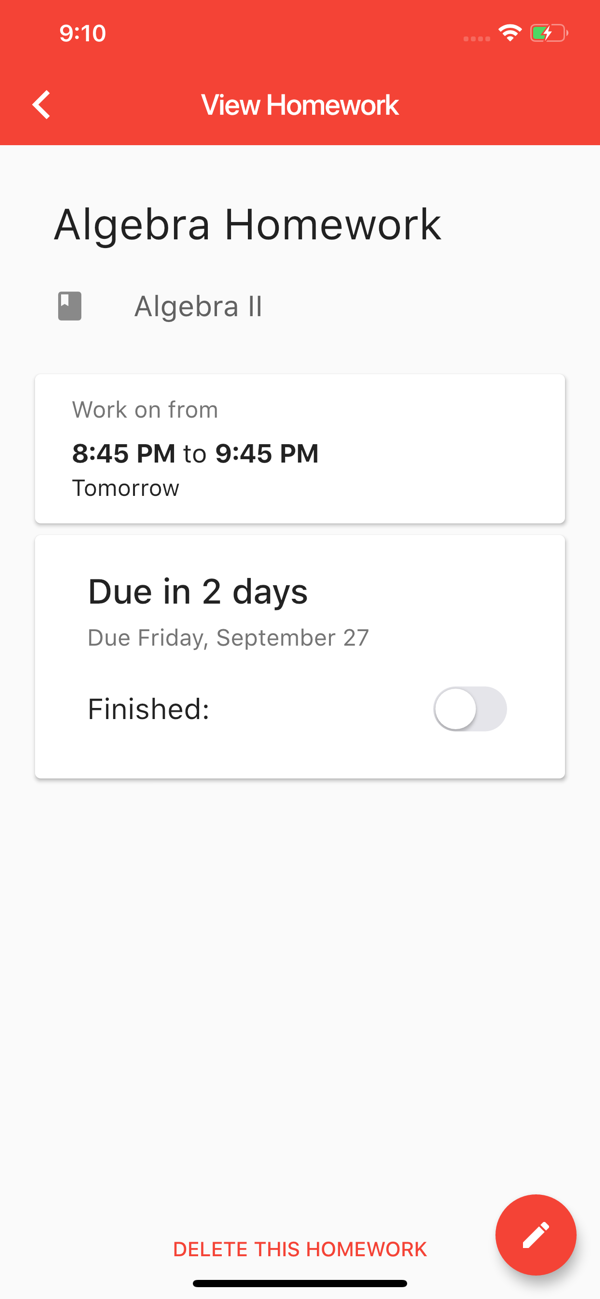 9:10
View Homework
Algebra Homework
Algebra II
Work on from
8:45 PM to 9:45 PM
Tomorrow
Due in 2 days
Due Friday, September 27
Finished:
DELETE THIS HOMEWORK